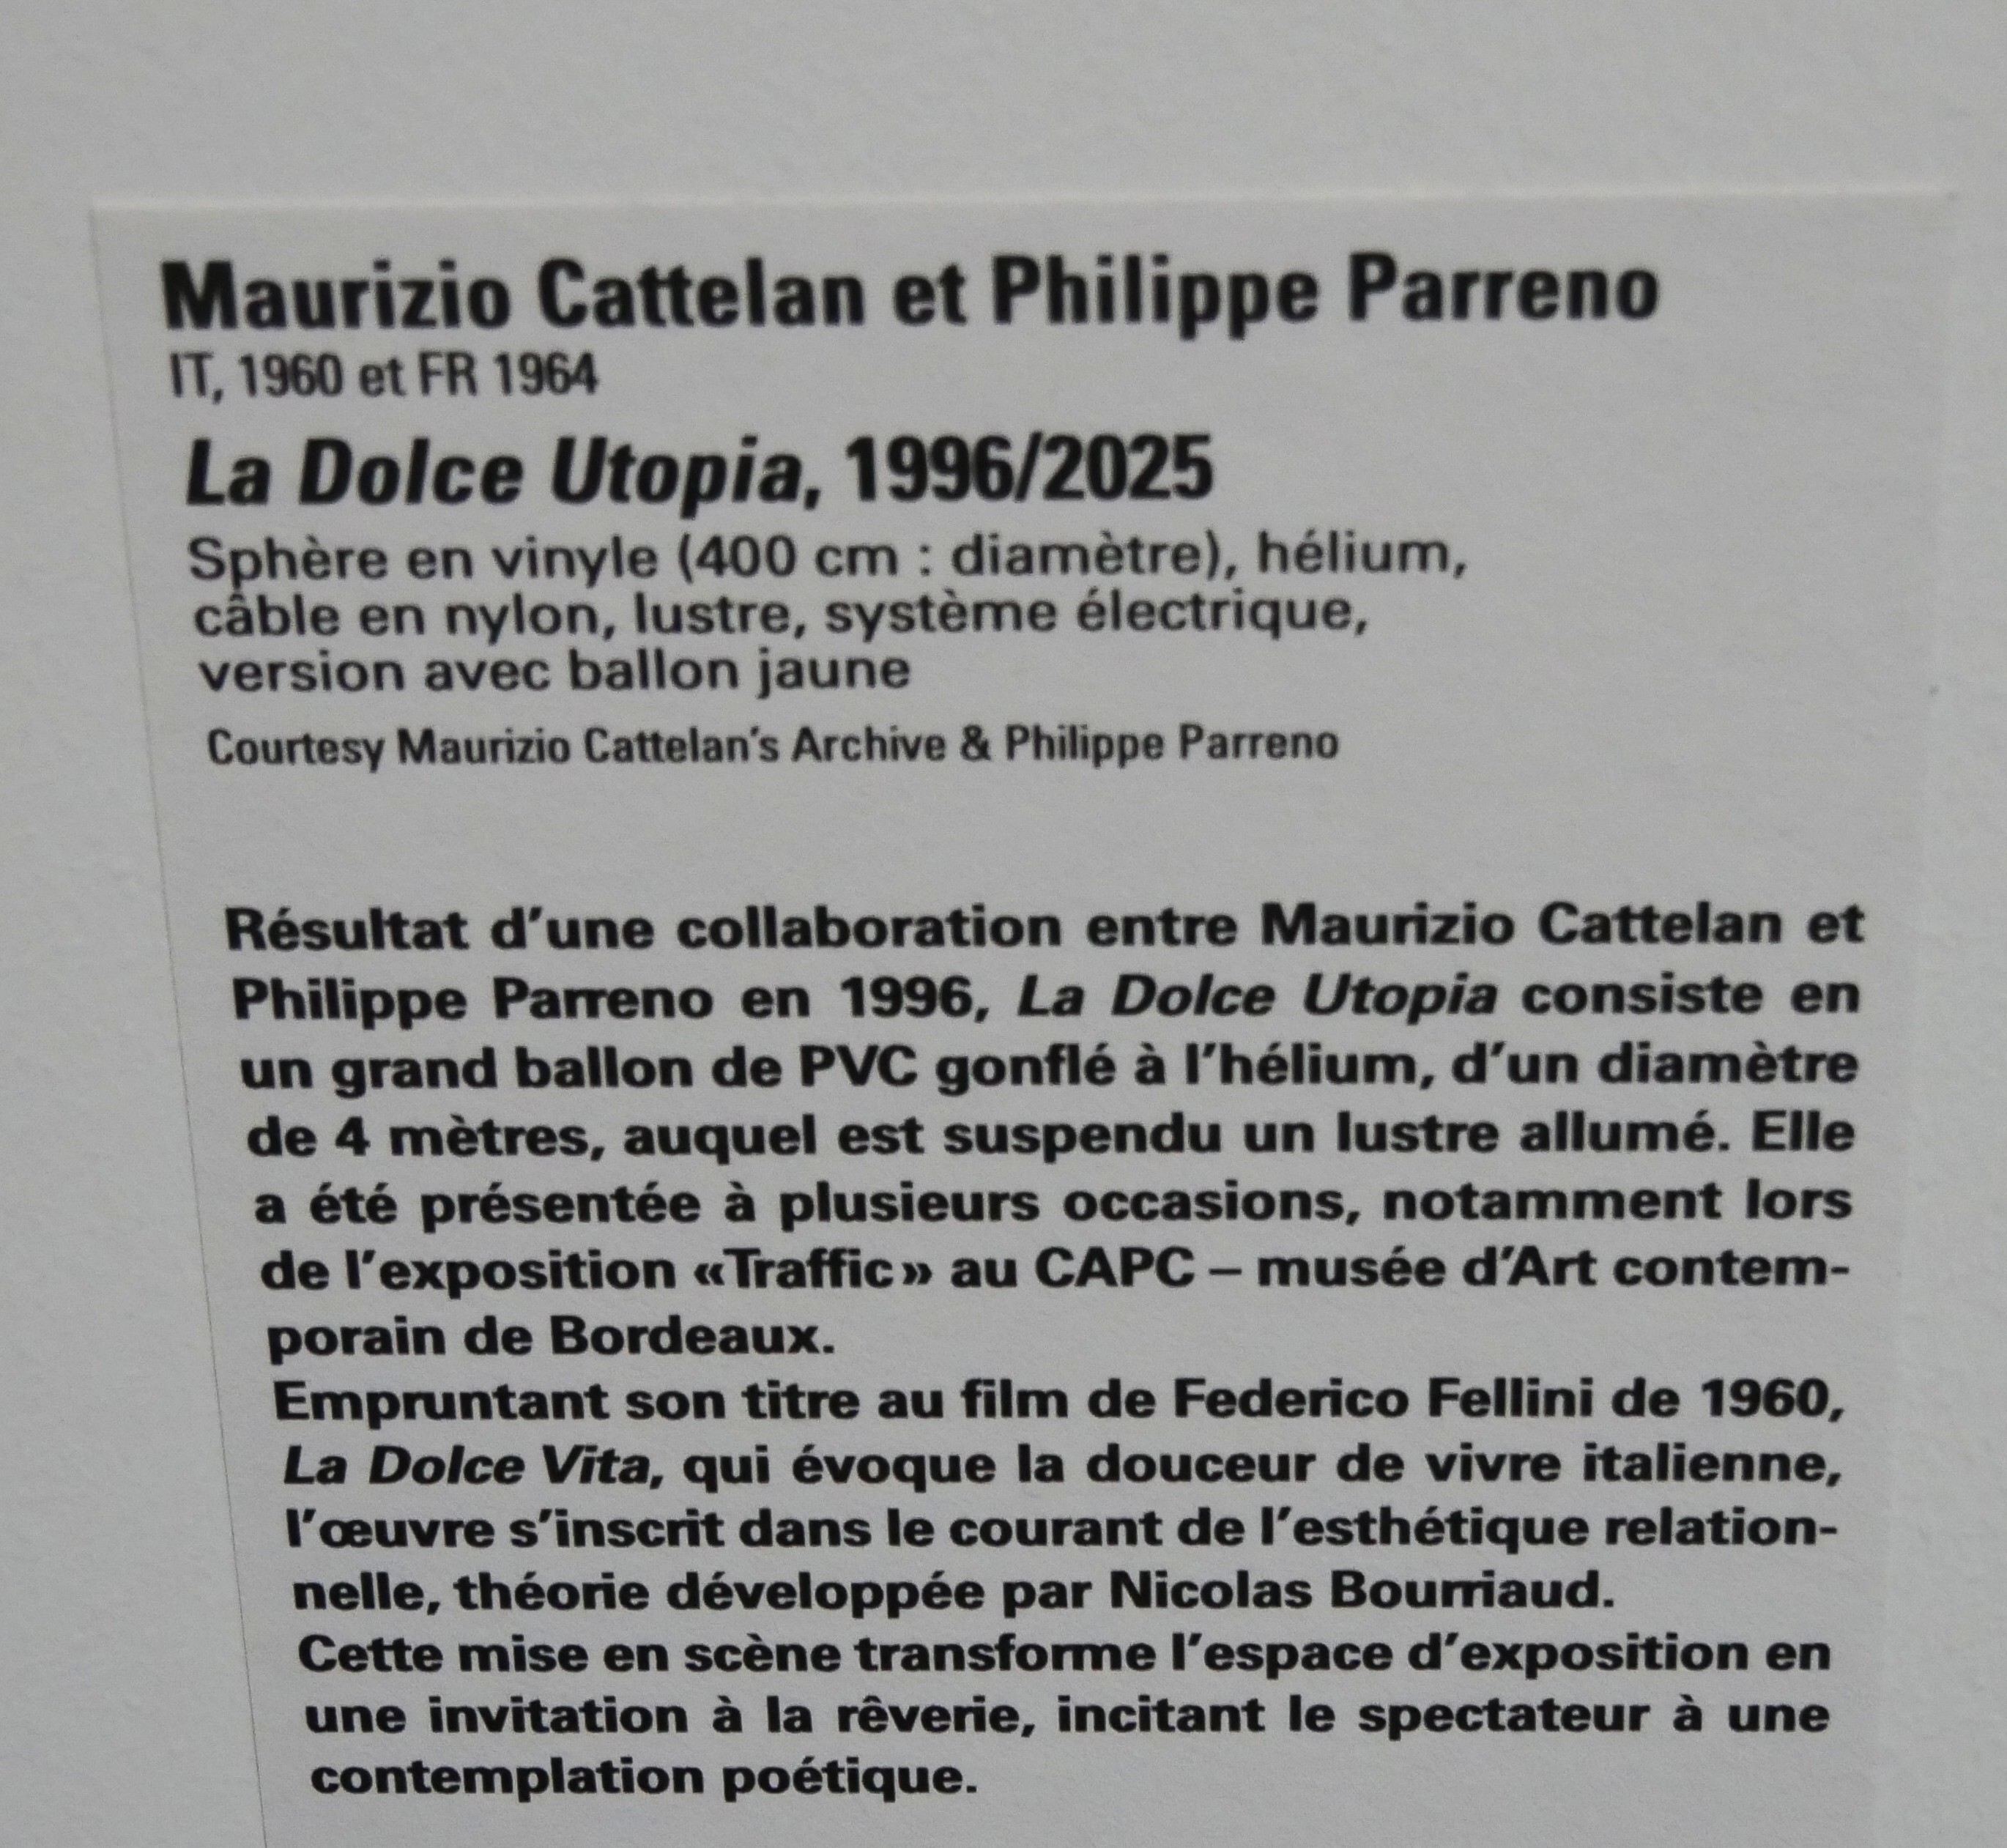 Maurizio Cattelan et Philippe Parreno
IT, 1960 et FR 1964
La Dolce Utopia, 1996/2025
Sphère en vinyle (400 cm : diamètre), hélium,
câble en nylon, lustre, système électrique,
version avec ballon jaune
Courtesy Maurizio Cattelan's Archive & Philippe Parreno
Résultat d'une collaboration entre Maurizio Cattelan et
Philippe Parreno en 1996, La Dolce Utopia consiste en
un grand ballon de PVC gonflé à l'hélium, d'un diamètre
de 4 mètres, auquel est suspendu un lustre allumé. Elle
a été présentée à plusieurs occasions, notamment lors
de l'exposition «Traffic» au CAPC – musée d'Art contem-
porain de Bordeaux.
Empruntant son titre au film de Federico Fellini de 1960,
La Dolce Vita, qui évoque la douceur de vivre italienne,
l'œuvre s'inscrit dans le courant de l'esthétique relation-
nelle, théorie développée par Nicolas Bourriaud.
Cette mise en scène transforme l'espace d'exposition en
une invitation à la rêverie, incitant le spectateur à une
contemplation poétique.